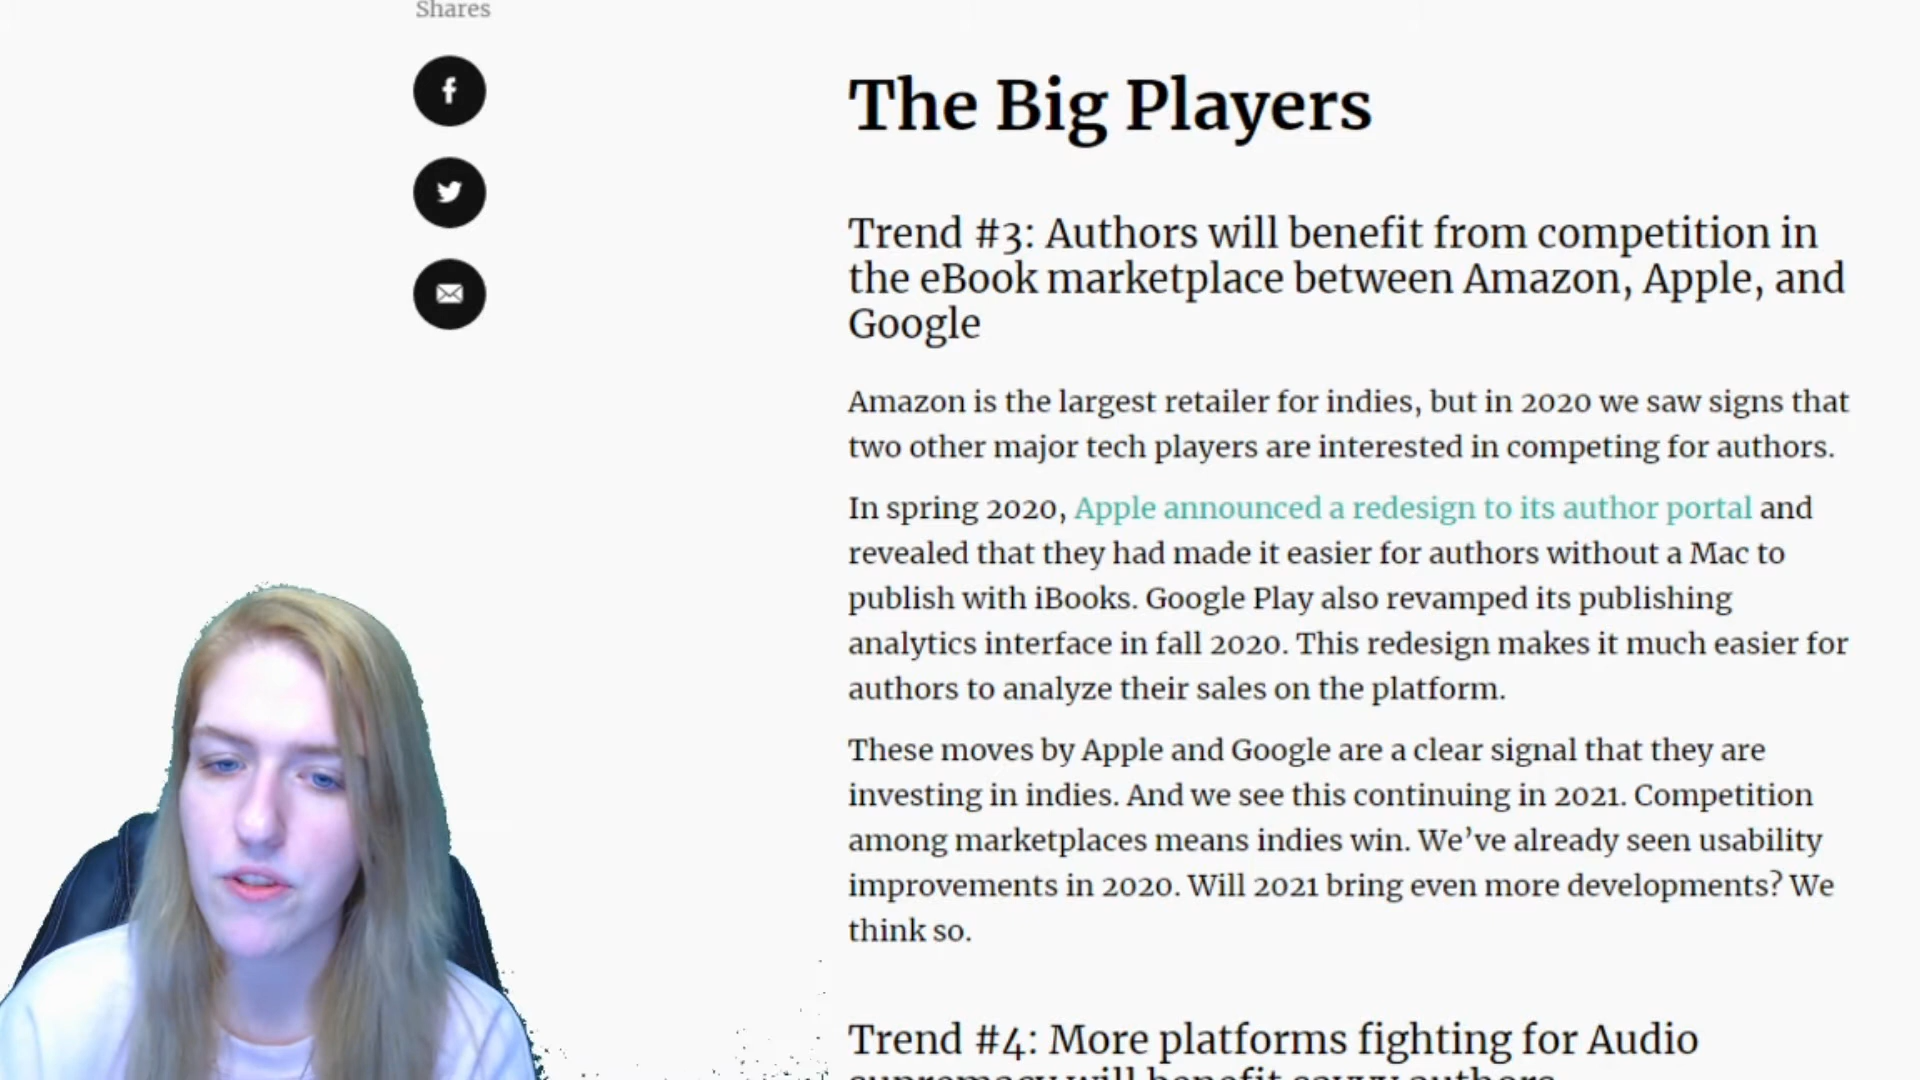 Shares
The Big Players
Trend #3: Authors will benefit from competition in
the eBook marketplace between Amazon, Apple, and
Google
Amazon is the largest retailer for indies, but in 2020 we saw signs that
two other major tech players are interested in competing for authors.
In spring 2020, Apple announced a redesign to its author portal and
revealed that they had made it easier for authors without a Mac to
publish with iBooks. Google Play also revamped its publishing
analytics interface in fall 2020. This redesign makes it much easier for
authors to analyze their sales on the platform.
These moves by Apple and Google are a clear signal that they are
investing in indies. And we see this continuing in 2021. Competition
among marketplaces means indies win. We’ve already seen usability
improvements in 2020. Will 2021 bring even more developments? We
think so.
Trend #4: More platforms fighting for Audio
supremacy will benefit savvy authors